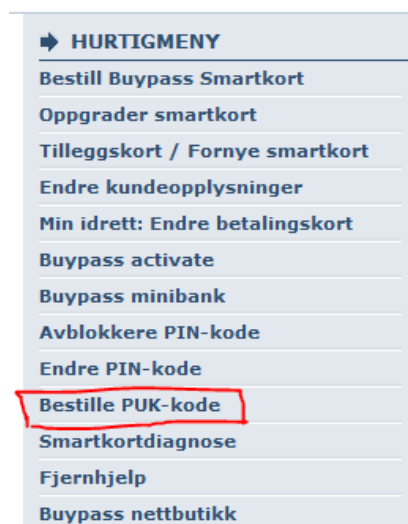 HURTIGMENY
Bestill Buypass Smartkort
Oppgrader smartkort
Tilleggskort / Fornye smartkort
Endre kundeopplysninger
Min idrett: Endre betalingskort
Buypass activate
Buypass minibank
Avblokkere PIN-kode
Endre PIN-kode
Bestille PUK-kode
Smartkortdiagnose
Fjernhjelp
Buypass nettbutikk